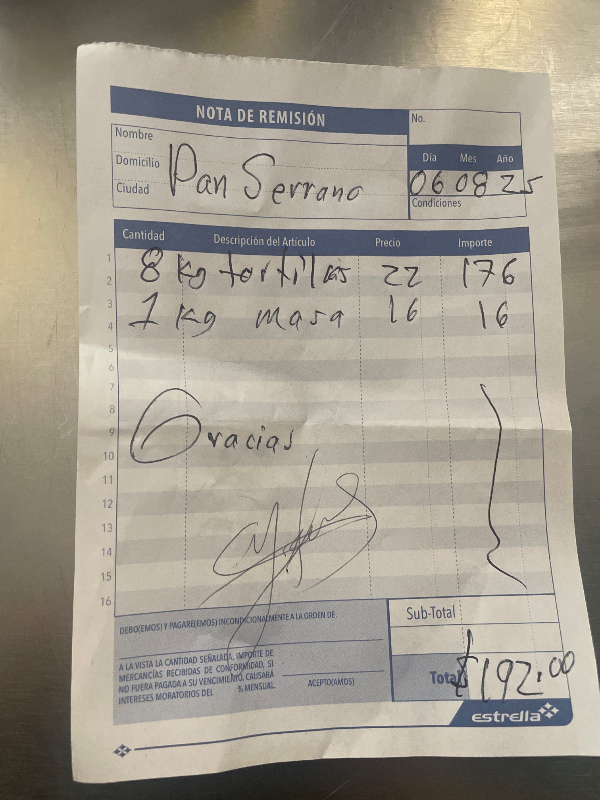 NOTA DE REMISIÓN
No.
Nombre
Domicilio
Ciudad
Pan Serrano
Día Mes Año
06 08 25
Condiciones
Cantidad Descripción del Artículo Precio Importe
1
2
8 kg tortillas 22 176
3
4
1 kg masa 16 16
5
6
7
8
9
10
Gracias
11
12
13
14
15
16
DEBO(EMOS) Y PAGARE(EMOS) INCONDICIONALMENTE A LA ORDEN DE
A LA VISTA LA CANTIDAD SEÑALADA, IMPORTE DE
MERCANCÍAS RECIBIDAS DE CONFORMIDAD, SI
NO FUERA PAGADA A SU VENCIMIENTO, CAUSARÁ
INTERESES MORATORIOS DEL % MENSUAL.
ACEPTO(AMOS)
Sub-Total
Total $192.00
estrella